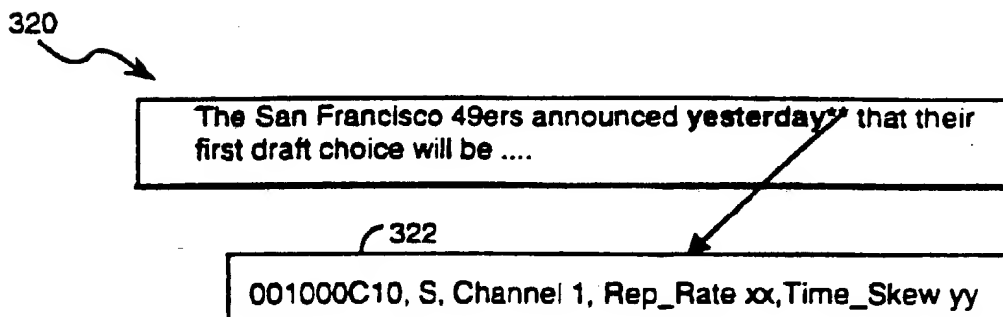 320
The San Francisco 49ers announced yesterday** that their
first draft choice will be ....
322
001000C10, S, Channel 1, Rep_Rate xx,Time_Skew yy